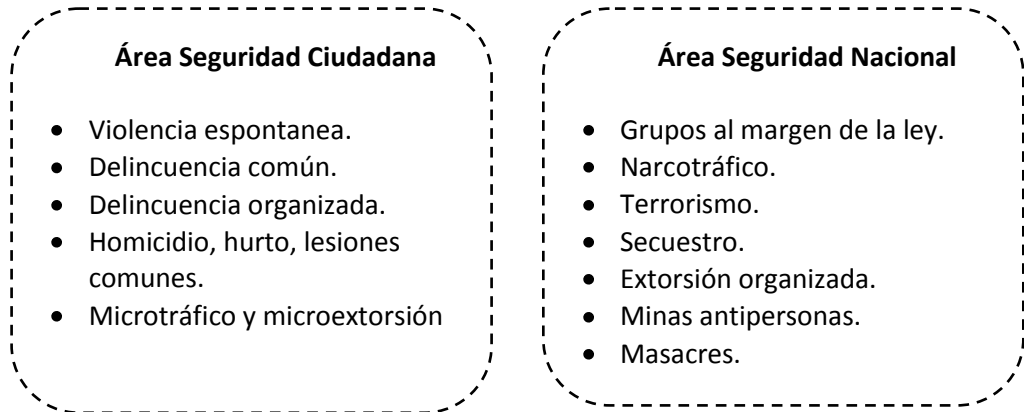 Área Seguridad Ciudadana
• Violencia espontanea.
• Delincuencia común.
• Delincuencia organizada.
• Homicidio, hurto, lesiones
comunes.
• Microtráfico y microextorsión
Área Seguridad Nacional
• Grupos al margen de la ley.
• Narcotráfico.
• Terrorismo.
• Secuestro.
• Extorsión organizada.
• Minas antipersonas.
• Masacres.